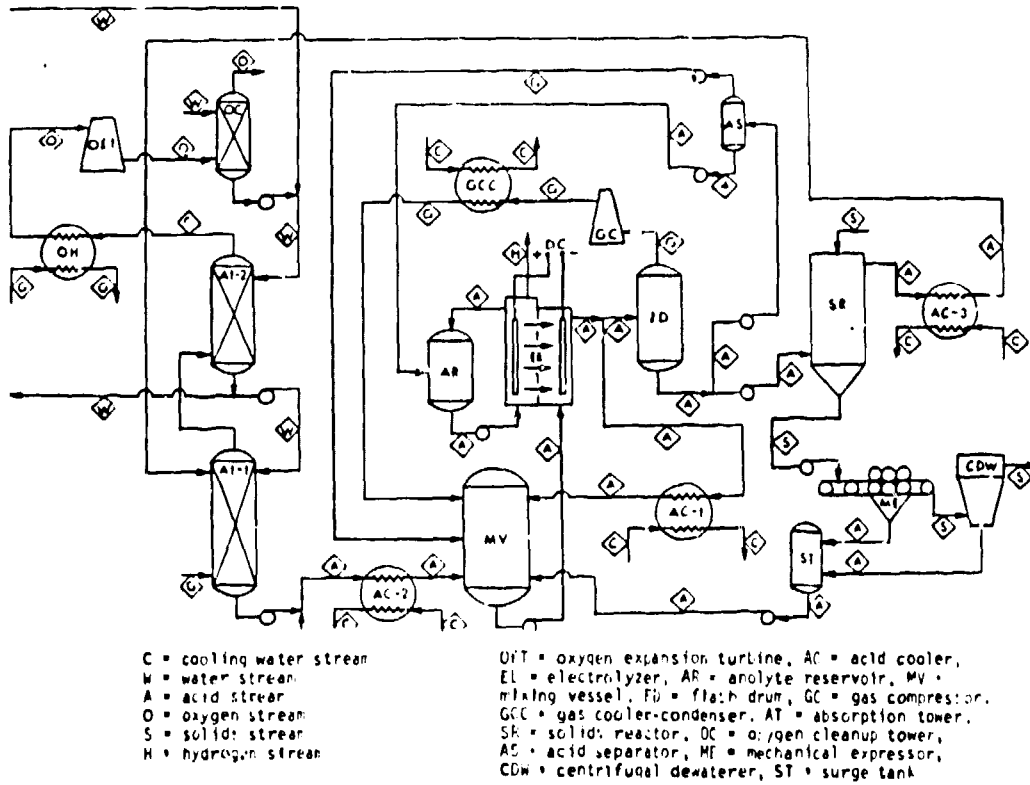 W
O
W
OC
A
G
AS
O
O
C
C
A
A
GCC
W
G
G
GC
G
S
H
+ DC -
OH
G
G
AT-2
A
A
A
A
A
AR
EL
SR
AC-3
C
C
W
A
A
A
A
A
W
A
S
AT-1
MV
A
AC-1
C
C
CDW
S
ME
S
A
A
ST
G
A
A
AC-2
C
C
A
A
C = cooling water stream
W = water stream
A = acid stream
O = oxygen stream
S = solids stream
H = hydrogen stream
OET = oxygen expansion turbine, AC = acid cooler,
EL = electrolyzer, AR = analyte reservoir, MV =
mixing vessel, FD = flash drum, GC = gas compressor,
GCC = gas cooler-condenser, AT = absorption tower,
SR = solids reactor, OC = oxygen cleanup tower,
AS = acid separator, ME = mechanical expressor,
CDW = centrifugal dewaterer, ST = surge tank